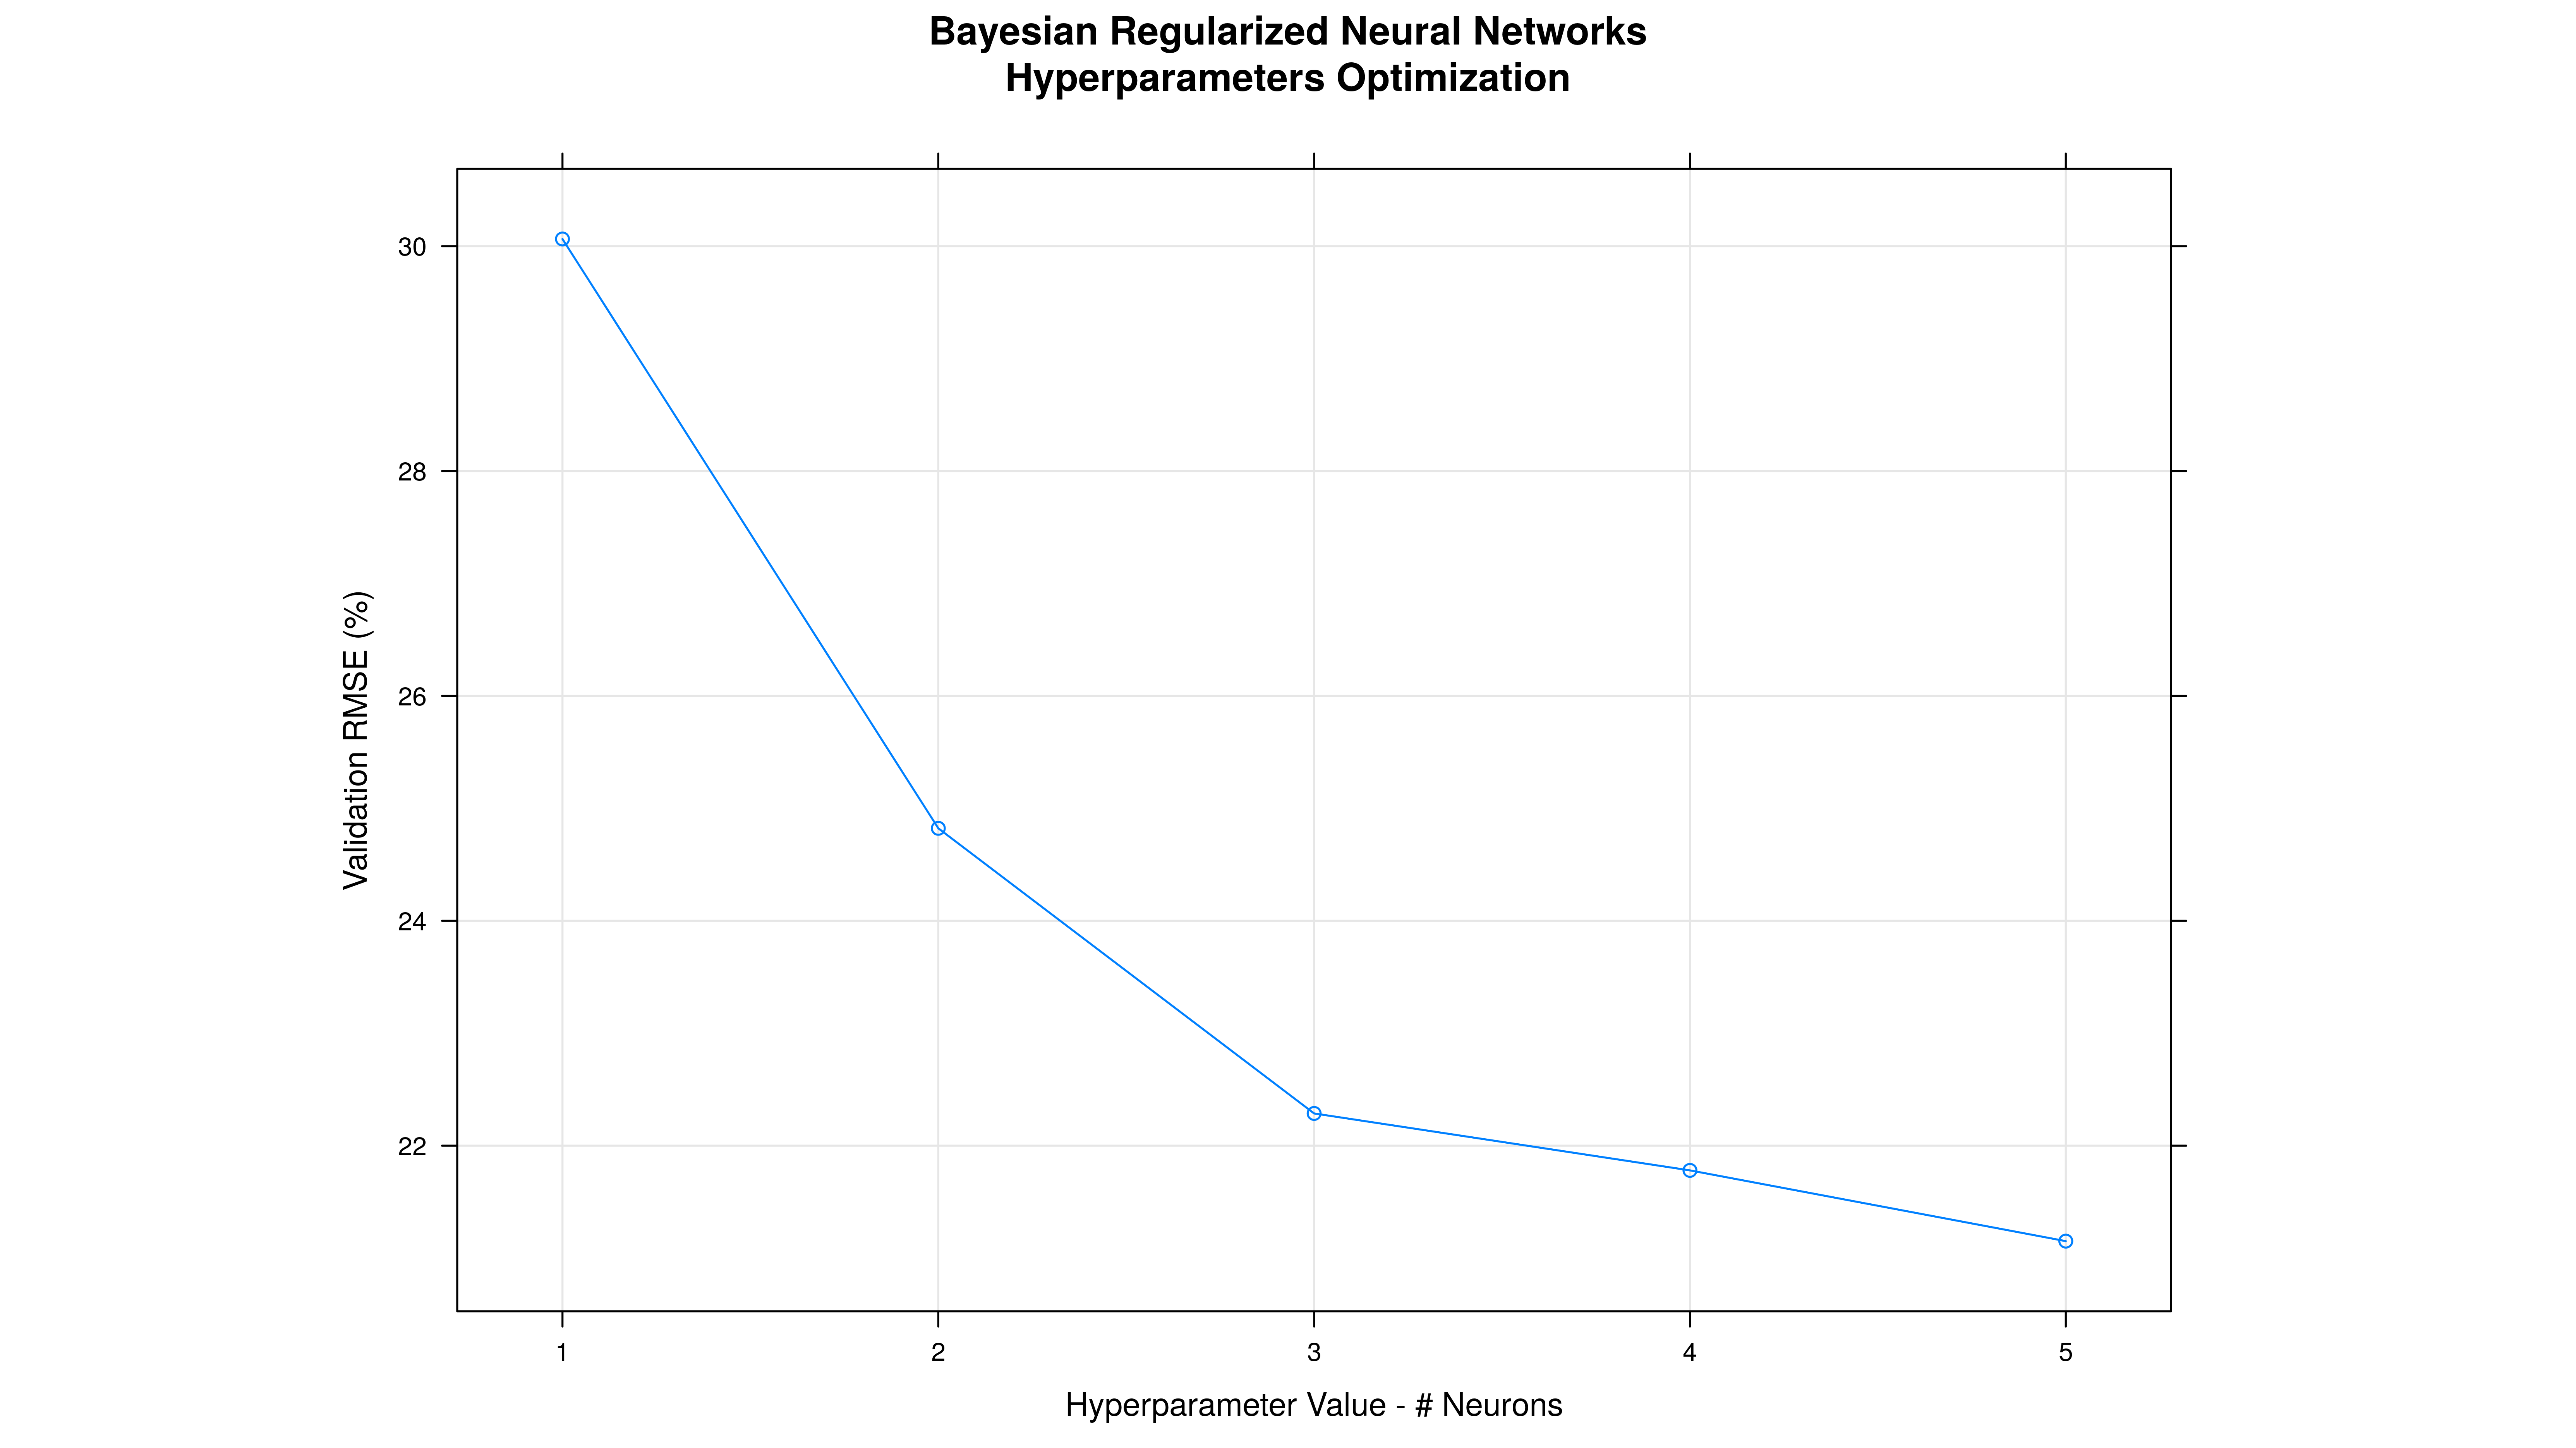 Bayesian Regularized Neural Networks
Hyperparameters Optimization
30
28
26
24
22
Validation RMSE (%)
1 2 3 4 5
Hyperparameter Value - # Neurons